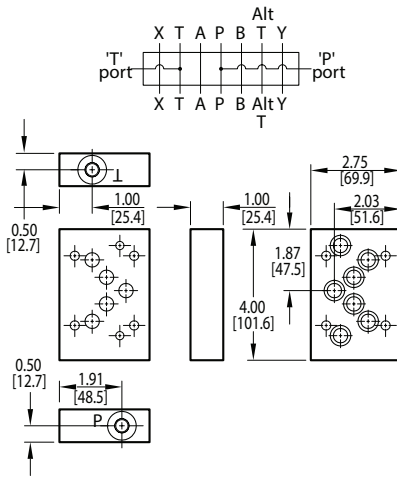 Alt
X T A P B T Y
'T' port
'P' port
X T A P B Alt Y
T
T
1.00
[25.4]
0.50
[12.7]
1.00
[25.4]
2.75
[69.9]
2.03
[51.6]
1.87
[47.5]
4.00
[101.6]
0.50
[12.7]
1.91
[48.5]
P